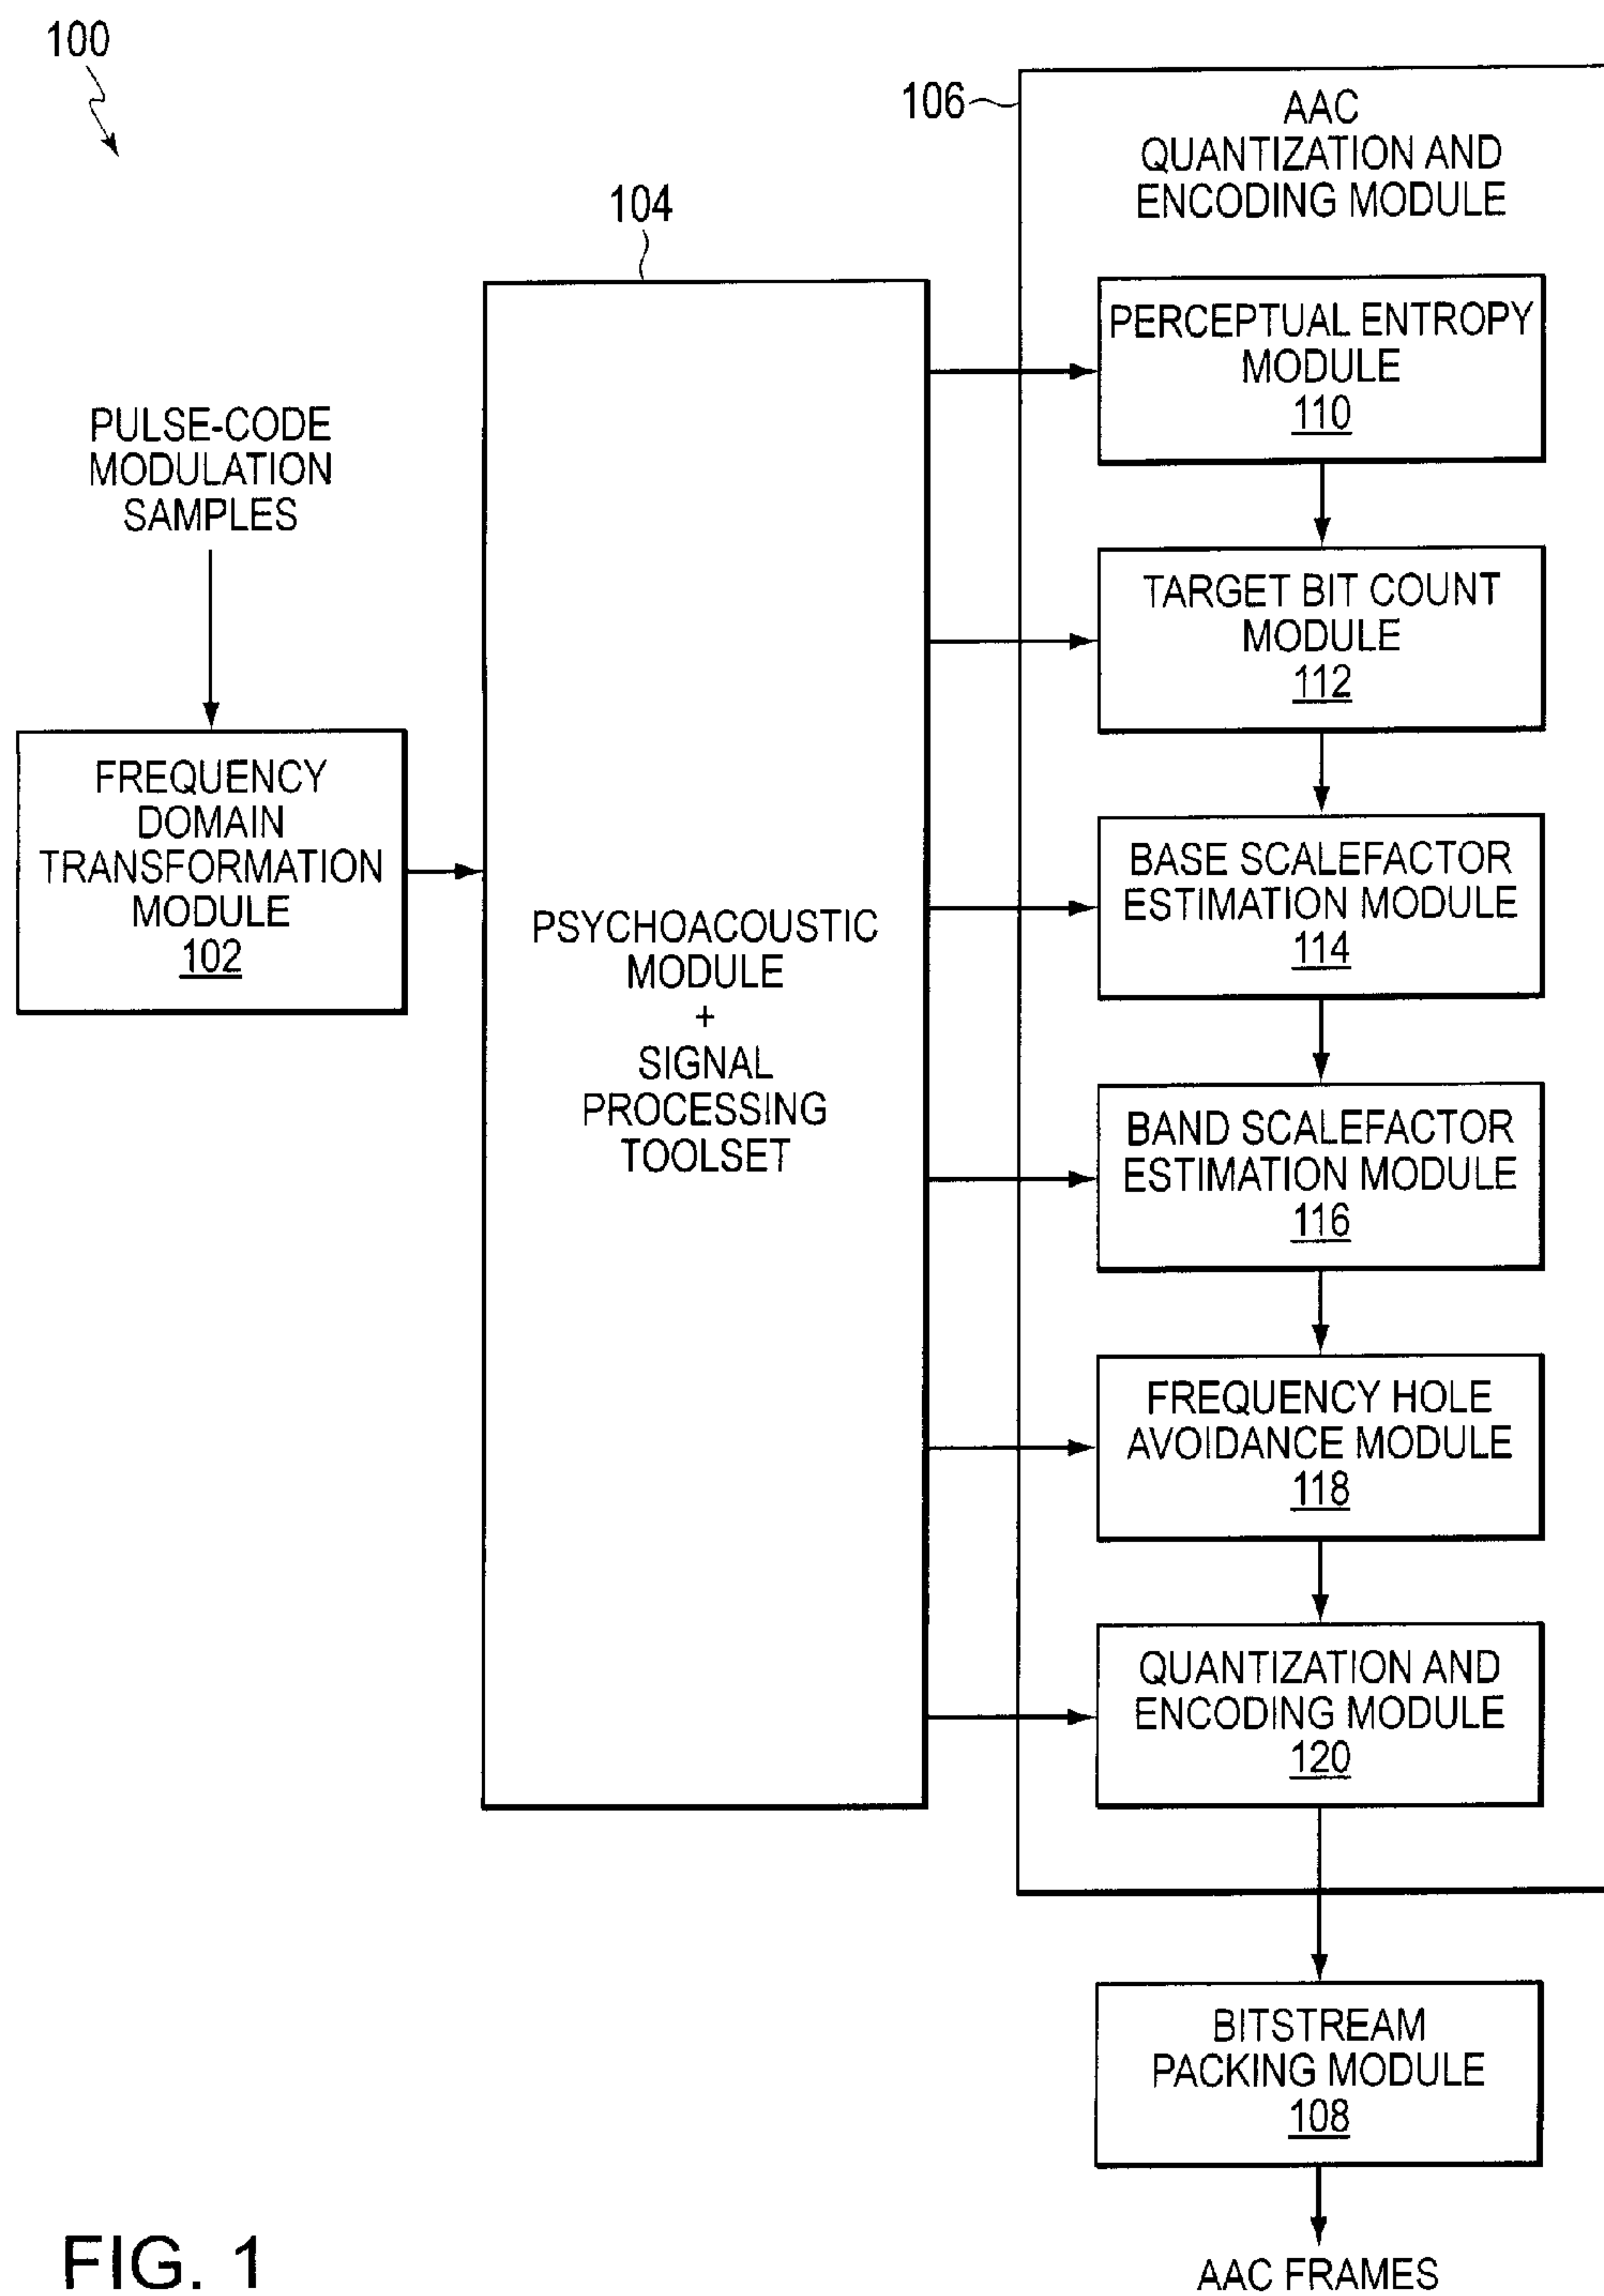 100
106
AAC
QUANTIZATION AND
ENCODING MODULE
104
PERCEPTUAL ENTROPY
MODULE
110
PULSE-CODE
MODULATION
SAMPLES
TARGET BIT COUNT
MODULE
112
FREQUENCY
DOMAIN
TRANSFORMATION
MODULE
102
BASE SCALEFACTOR
ESTIMATION MODULE
114
PSYCHOACOUSTIC
MODULE
+
SIGNAL
PROCESSING
TOOLSET
BAND SCALEFACTOR
ESTIMATION MODULE
116
FREQUENCY HOLE
AVOIDANCE MODULE
118
QUANTIZATION AND
ENCODING MODULE
120
BITSTREAM
PACKING MODULE
108
AAC FRAMES
FIG. 1